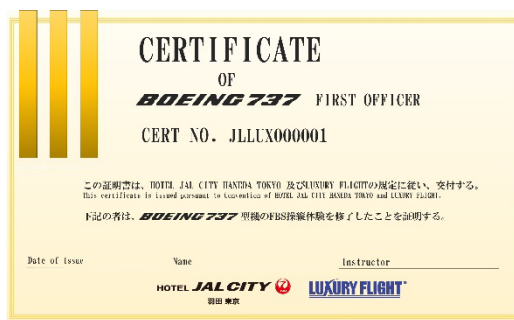 CERTIFICATE
OF
BOEING 737 FIRST OFFICER
CERT NO. JLLUX000001
この証明書は、HOTEL JAL CITY HANEDA TOKYO 及びLUXURY FLIGHTの規定に従い、交付する。
This certificate is issued pursuant to Convention of HOTEL JAL CITY HANEDA TOKYO and LUXURY FLIGHT.
下記の者は、BOEING 737 型機のFBS操縦体験を修了したことを証明する。
Date of issue Name Instructor
HOTEL JAL CITY LUXURY FLIGHT
羽田 東京